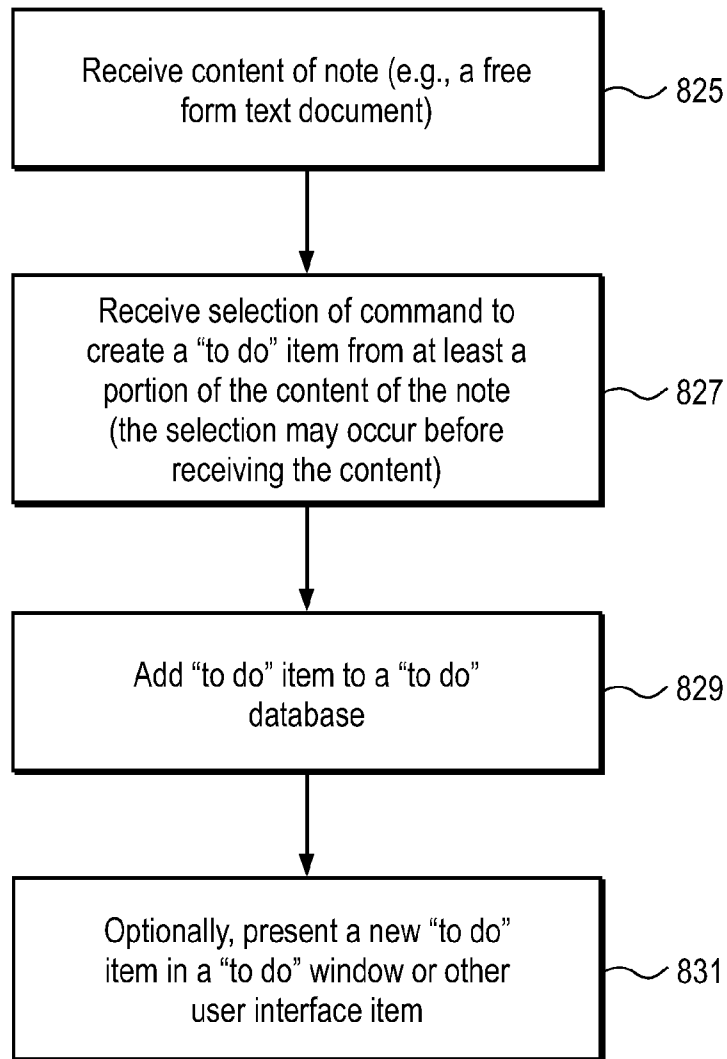 Receive content of note (e.g., a free
form text document)
825
Receive selection of command to
create a “to do” item from at least a
portion of the content of the note
(the selection may occur before
receiving the content)
827
Add “to do” item to a “to do”
database
829
Optionally, present a new “to do”
item in a “to do” window or other
user interface item
831